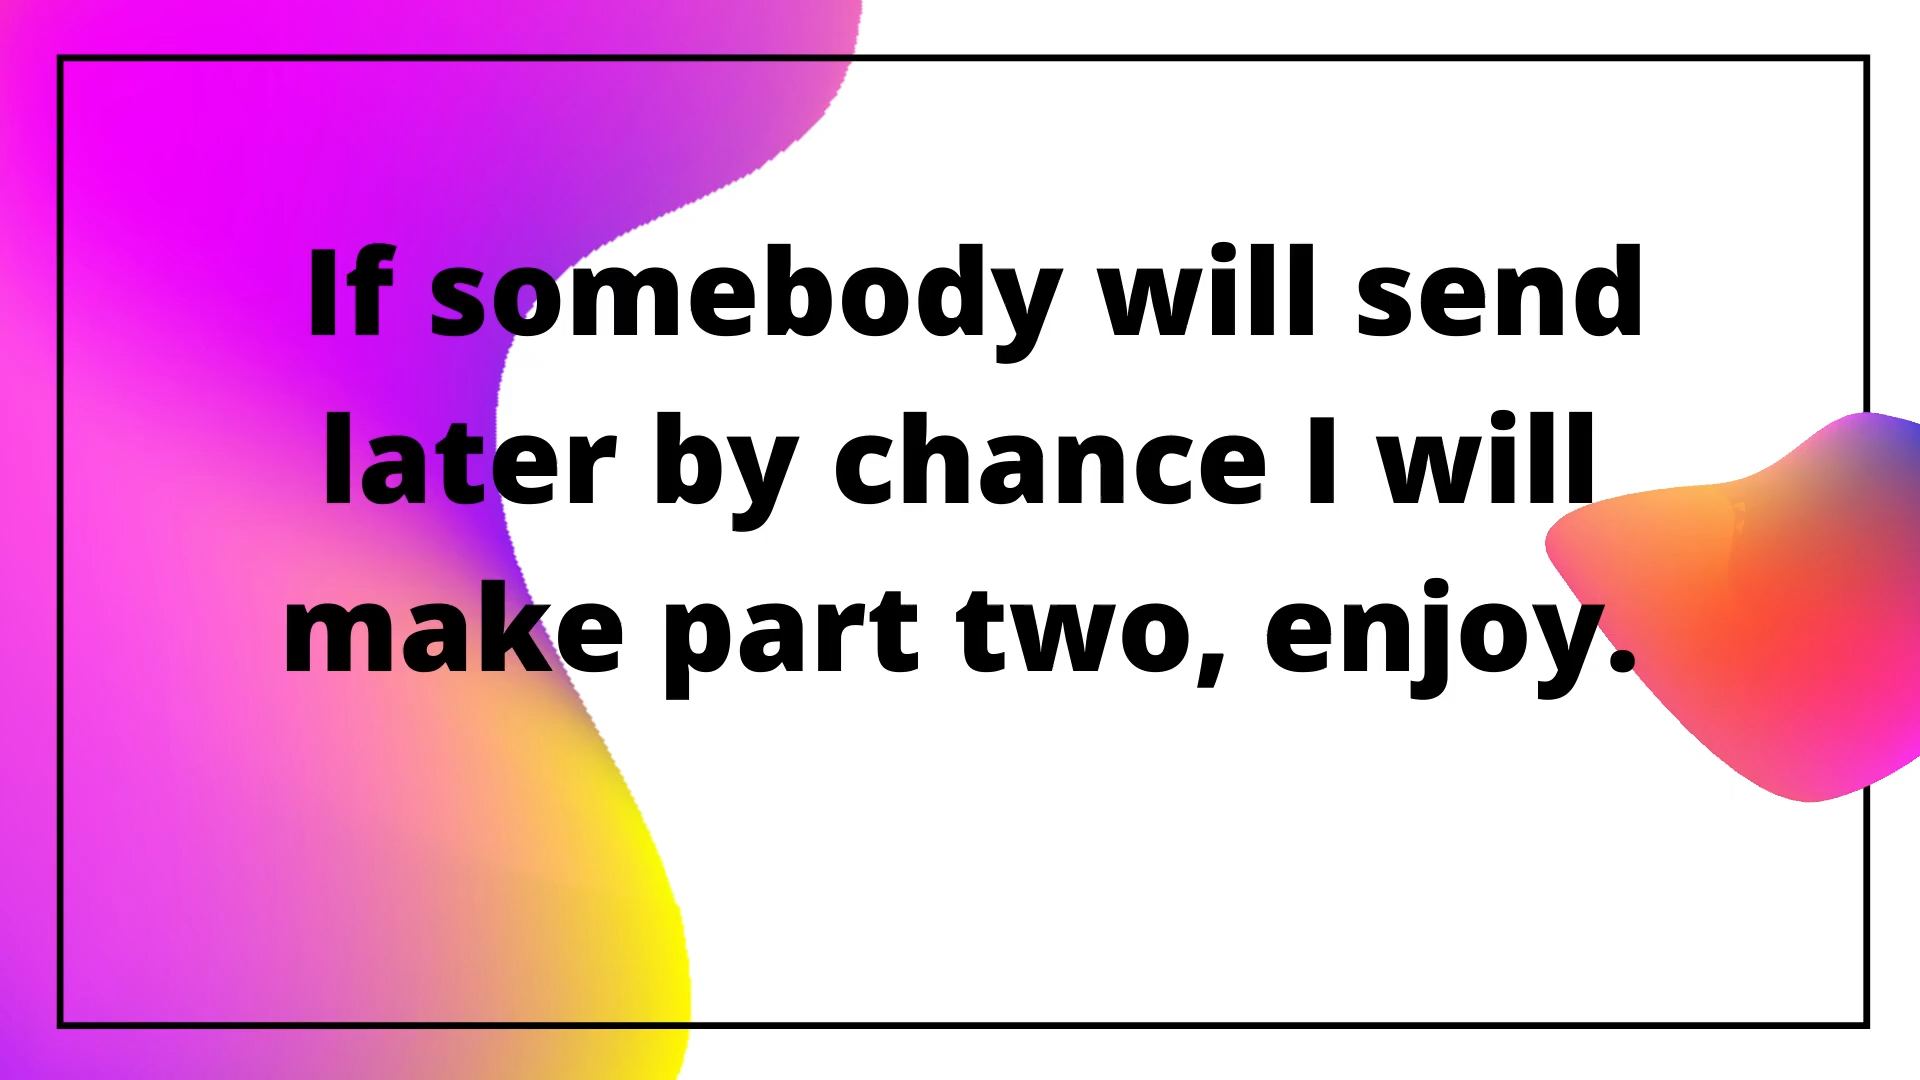 If somebody will send
later by chance I will
make part two, enjoy.